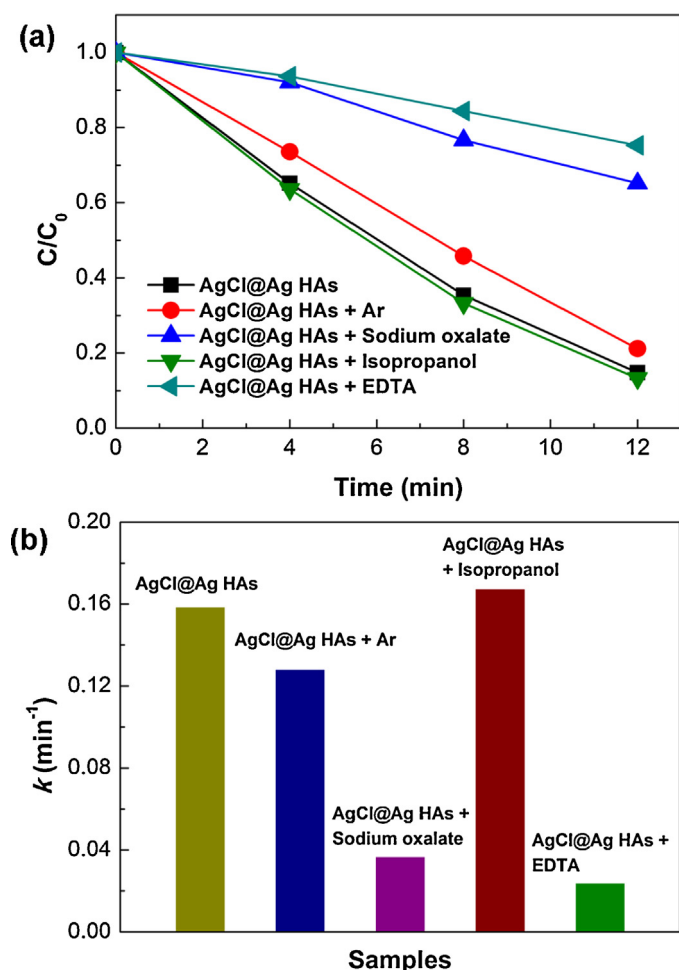 (a)
1.0
0.8
0.6
0.4
0.2
0.0
C/C₀
AgCl@Ag HAs
AgCl@Ag HAs + Ar
AgCl@Ag HAs + Sodium oxalate
AgCl@Ag HAs + Isopropanol
AgCl@Ag HAs + EDTA
0 2 4 6 8 10 12
Time (min)
(b)
0.20
0.16
0.12
0.08
0.04
0.00
k (min⁻¹)
AgCl@Ag HAs
AgCl@Ag HAs + Ar
AgCl@Ag HAs +
Sodium oxalate
AgCl@Ag HAs
+ Isopropanol
AgCl@Ag HAs +
EDTA
Samples